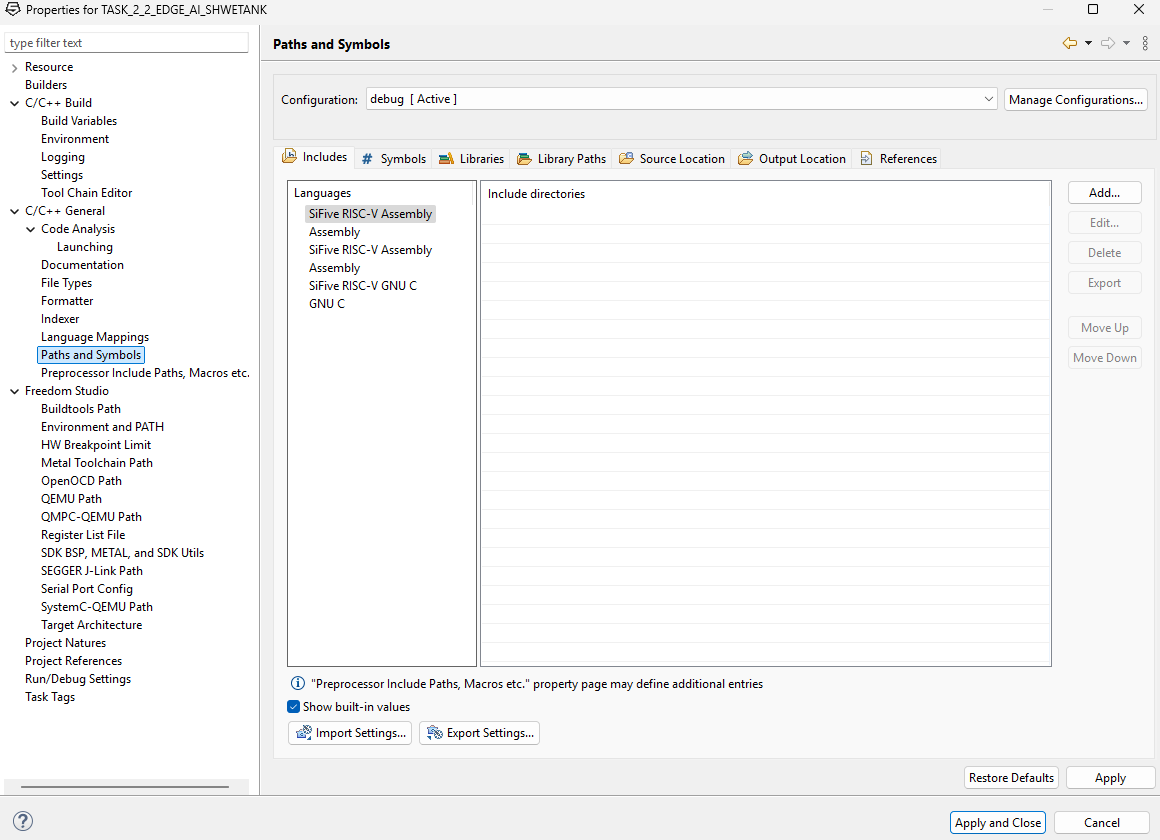 Properties for TASK_2_2_EDGE_AI_SHWETANK
type filter text
Resource
Builders
C/C++ Build
Build Variables
Environment
Logging
Settings
Tool Chain Editor
C/C++ General
Code Analysis
Launching
Documentation
File Types
Formatter
Indexer
Language Mappings
Paths and Symbols
Preprocessor Include Paths, Macros etc.
Freedom Studio
Buildtools Path
Environment and PATH
HW Breakpoint Limit
Metal Toolchain Path
OpenOCD Path
QEMU Path
QMPC-QEMU Path
Register List File
SDK BSP, METAL, and SDK Utils
SEGGER J-Link Path
Serial Port Config
SystemC-QEMU Path
Target Architecture
Project Natures
Project References
Run/Debug Settings
Task Tags
Paths and Symbols
Configuration: debug [ Active ] Manage Configurations...
Includes # Symbols Libraries Library Paths Source Location Output Location References
Languages
SiFive RISC-V Assembly
Assembly
SiFive RISC-V Assembly
Assembly
SiFive RISC-V GNU C
GNU C
Include directories
Add...
Edit...
Delete
Export
Move Up
Move Down
"Preprocessor Include Paths, Macros etc." property page may define additional entries
Show built-in values
Import Settings... Export Settings...
Restore Defaults Apply
? Apply and Close Cancel